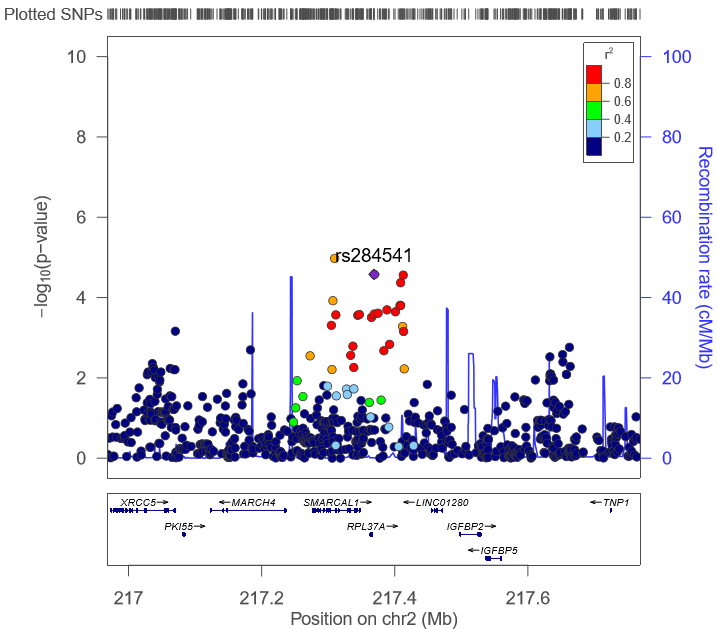 Plotted SNPs
10
8
6
4
2
0
−log10(p−value)
100
80
60
40
20
0
Recombination rate (cM/Mb)
r2
0.8
0.6
0.4
0.2
rs284541
XRCC5→
←MARCH4
SMARCAL1→
←LINC01280
←TNP1
PKI55→
RPL37A→
IGFBP2→
←IGFBP5
217
217.2
217.4
217.6
Position on chr2 (Mb)